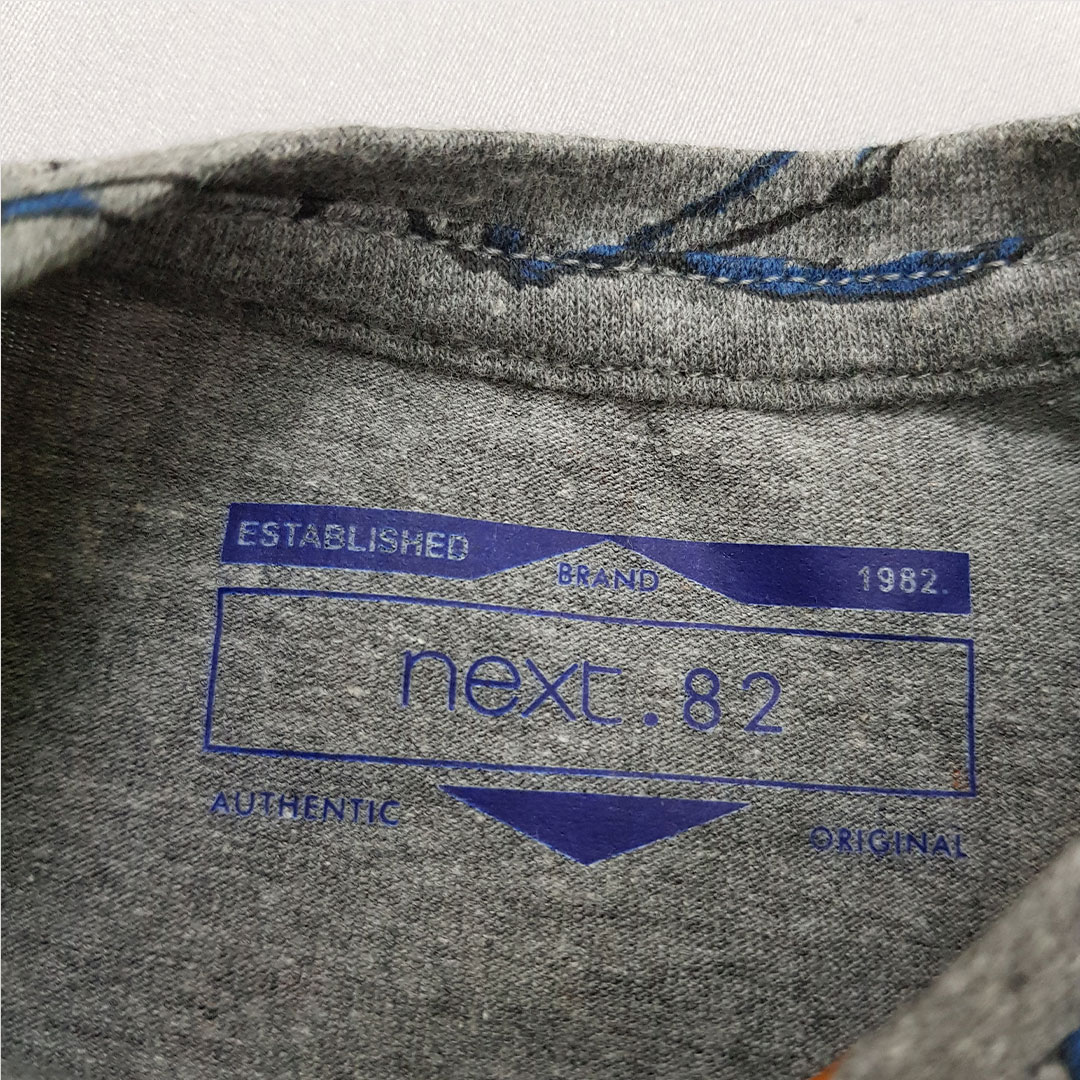 ESTABLISHED
BRAND
1982.
next.82
AUTHENTIC
ORIGINAL